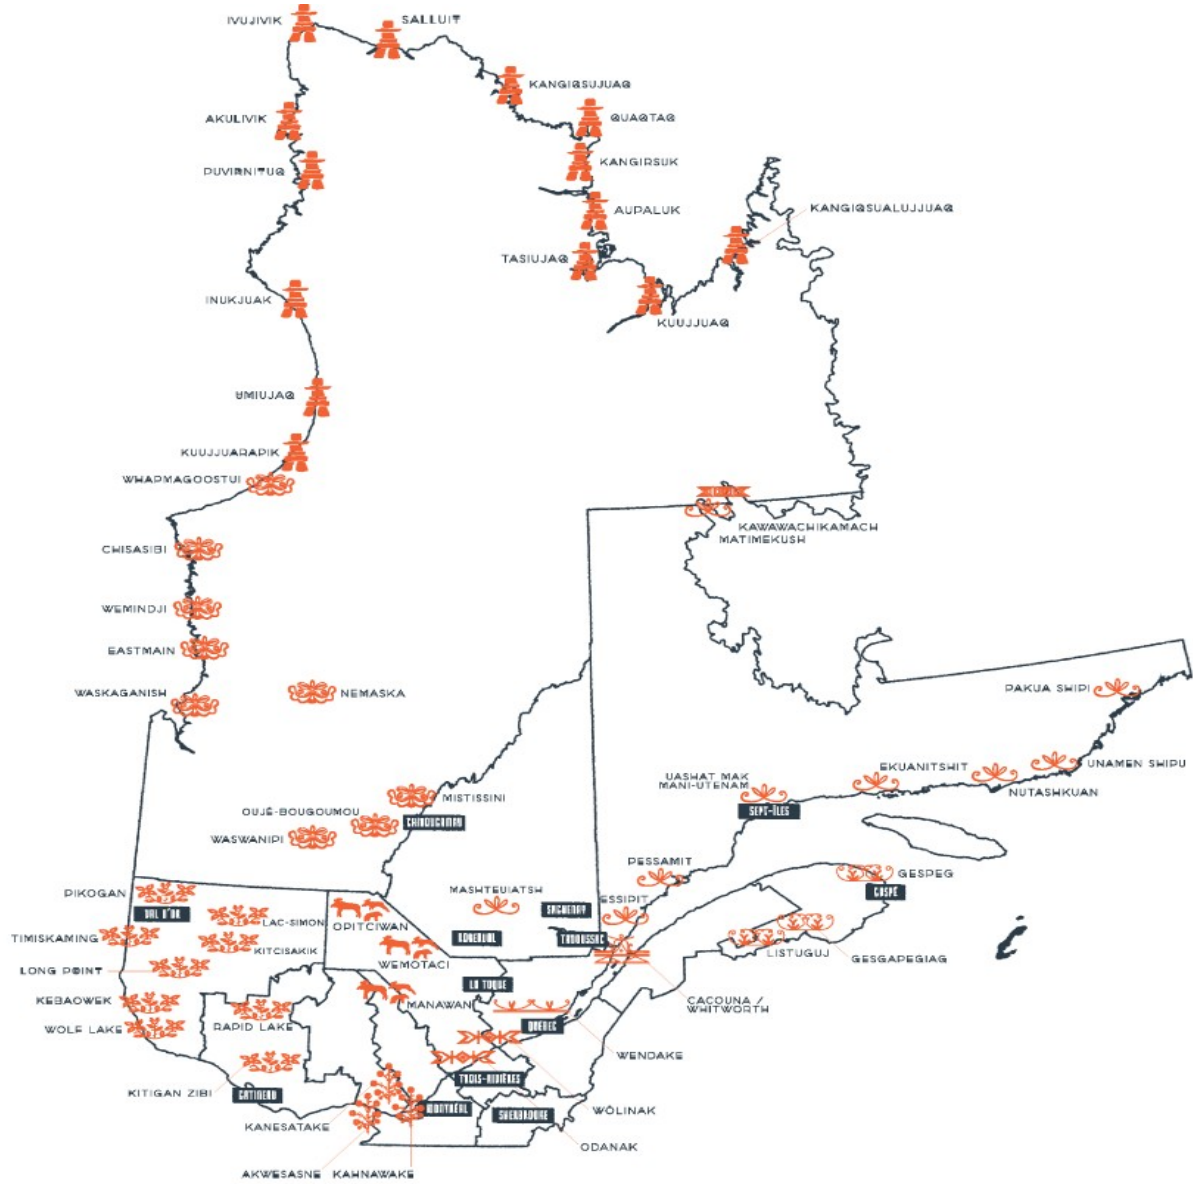 IVUJIVIK
SALLUIT
KANGIQSUJUAQ
AKULIVIK
QUAQTAQ
KANGIRSUK
PUVIRNITUQ
KANGIQSUALUJJUAQ
AUPALUK
TASIUJAQ
INUKJUAK
KUUJJUAQ
UMIUJAQ
KUUJJUARAPIK
WHAPMAGOOSTUI
KAWAWACHIKAMACH
MATIMEKUSH
CHISASIBI
WEMINDJI
EASTMAIN
WASKAGANISH
NEMASKA
PAKUA SHIPI
EKUANITSHIT
UNAMEN SHIPU
UASHAT MAK
MANI-UTENAM
NUTASHKUAN
MISTISSINI
OUJÉ-BOUGOUMOU
SEPT-ÎLES
CHIBOUGAMAU
WASWANIPI
PESSAMIT
GESPEG
PIKOGAN
MASHTEUIATSH
GASPÉ
ESSIPIT
VAL D'OR
SAGUENAY
LAC-SIMON
OPITCIWAN
TIMISKAMING
ROBERVAL
TADOUSSAC
KITCISAKIK
LISTUGUJ
GESGAPEGIAG
WEMOTACI
LONG POINT
LA TUQUE
KEBAOWEK
MANAWAN
CACOUNA /
WHITWORTH
WOLF LAKE
RAPID LAKE
QUÉBEC
WENDAKE
KITIGAN ZIBI
GATINEAU
TROIS-RIVIÈRES
MONTRÉAL
SHERBROOKE
WÔLINAK
KANESATAKE
ODANAK
AKWESASNE
KAHNAWAKE